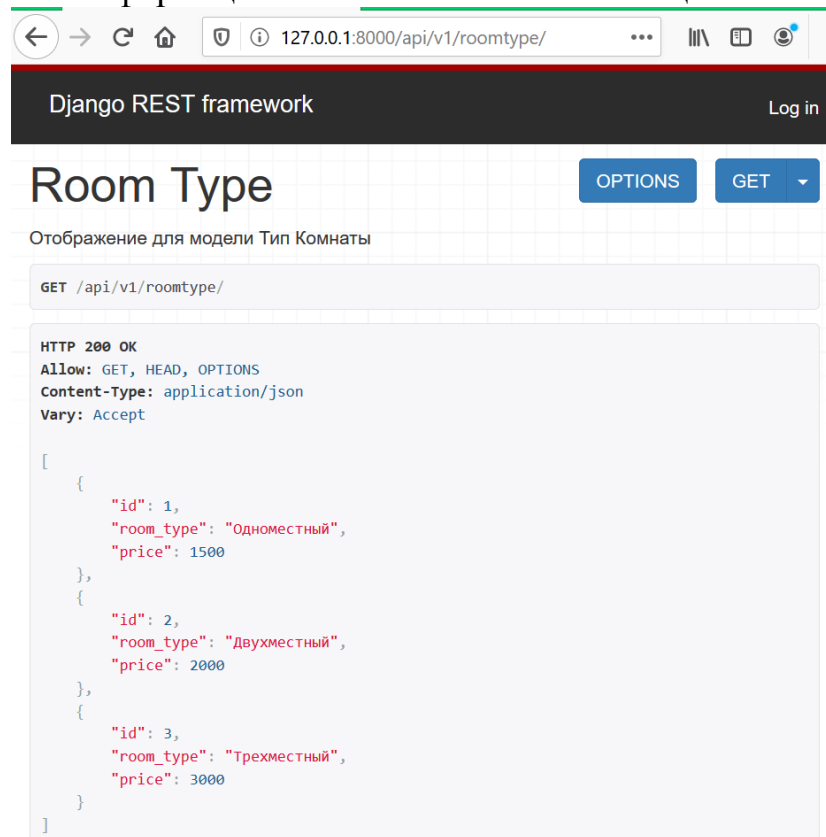 127.0.0.1:8000/api/v1/roomtype/
Django REST framework
Log in
Room Type
OPTIONS
GET
Отображение для модели Тип Комнаты
GET /api/v1/roomtype/
HTTP 200 OK
Allow: GET, HEAD, OPTIONS
Content-Type: application/json
Vary: Accept
[
{
"id": 1,
"room_type": "Одноместный",
"price": 1500
},
{
"id": 2,
"room_type": "Двухместный",
"price": 2000
},
{
"id": 3,
"room_type": "Трехместный",
"price": 3000
}
]